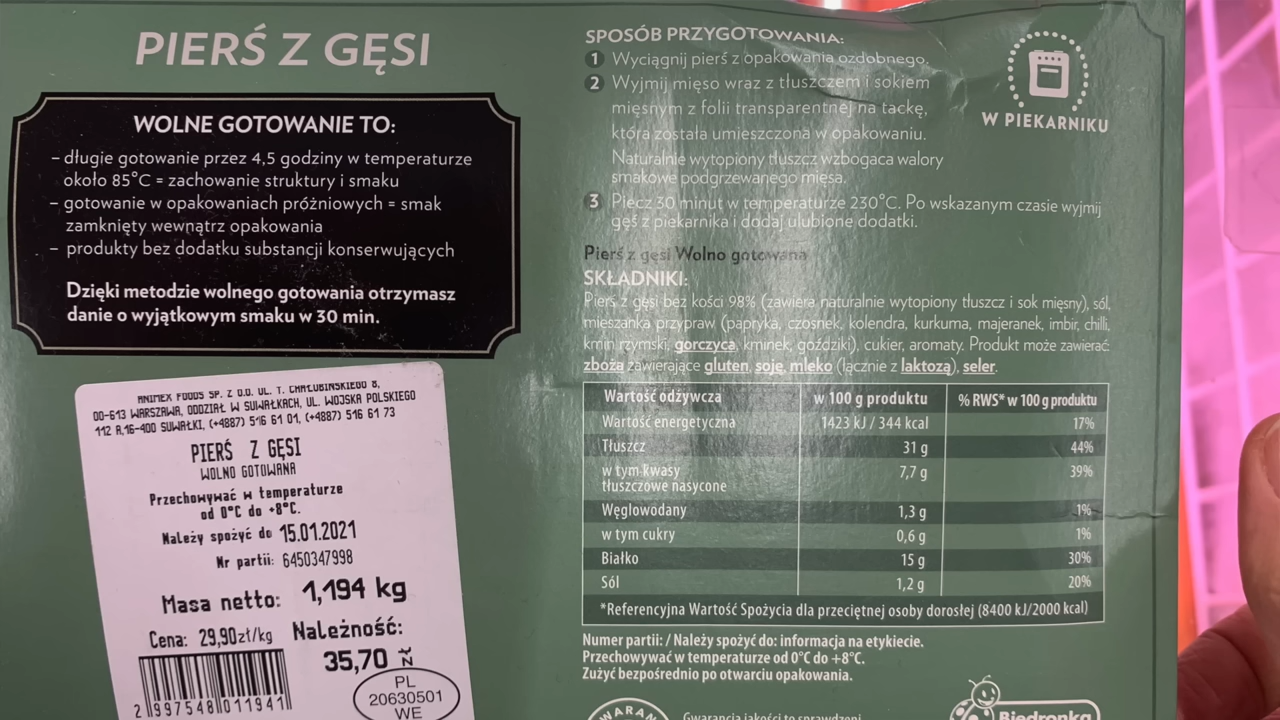 PIERŚ Z GĘSI
WOLNE GOTOWANIE TO:
– długie gotowanie przez 4,5 godziny w temperaturze
około 85°C = zachowanie struktury i smaku
– gotowanie w opakowaniach próżniowych = smak
zamknięty wewnątrz opakowania
– produkty bez dodatku substancji konserwujących
Dzięki metodzie wolnego gotowania otrzymasz
danie o wyjątkowym smaku w 30 min.
ANIMEX FOODS SP. Z O.O. UL. T. CHAŁUBIŃSKIEGO 8,
00-613 WARSZAWA, ODDZIAŁ W SUWAŁKACH, UL. WOJSKA POLSKIEGO
112 A,16-400 SUWAŁKI, (+4887) 516 61 01, (+4887) 516 61 73
PIERŚ Z GĘSI
WOLNO GOTOWANA
Przechowywać w temperaturze
od 0°C do +8°C.
Należy spożyć do 15.01.2021
Nr partii: 6450347998
Masa netto: 1,194 kg
Cena: 29,90zł/kg Należność:
35,70 ZŁ
2 997548 011941
PL
20630501
WE
SPOSÓB PRZYGOTOWANIA:
1 Wyciągnij pierś z opakowania ozdobnego.
2 Wyjmij mięso wraz z tłuszczem i sokiem
mięsnym z folii transparentnej na tackę,
która została umieszczona w opakowaniu.
Naturalnie wytopiony tłuszcz wzbogaca walory
smakowe podgrzewanego mięsa.
3 Piecz 30 minut w temperaturze 230°C. Po wskazanym czasie wyjmij
gęś z piekarnika i dodaj ulubione dodatki.
W PIEKARNIKU
Pierś z gęsi Wolno gotowana
SKŁADNIKI:
Pierś z gęsi bez kości 98% (zawiera naturalnie wytopiony tłuszcz i sok mięsny), sól,
mieszanka przypraw (papryka, czosnek, kolendra, kurkuma, majeranek, imbir, chilli,
kmin rzymski, gorczyca, kminek, goździki), cukier, aromaty. Produkt może zawierać:
zboża zawierające gluten, soję, mleko (łącznie z laktozą), seler.
Wartość odżywcza w 100 g produktu % RWS* w 100 g produktu
Wartość energetyczna 1423 kJ / 344 kcal 17%
Tłuszcz 31 g 44%
w tym kwasy
tłuszczowe nasycone 7,7 g 39%
Węglowodany 1,3 g 1%
w tym cukry 0,6 g 1%
Białko 15 g 30%
Sól 1,2 g 20%
*Referencyjna Wartość Spożycia dla przeciętnej osoby dorosłej (8400 kJ/2000 kcal)
Numer partii: / Należy spożyć do: informacja na etykiecie.
Przechowywać w temperaturze od 0°C do +8°C.
Zużyć bezpośrednio po otwarciu opakowania.
Gwarancja jakości to sprawdzeni
Biedronka